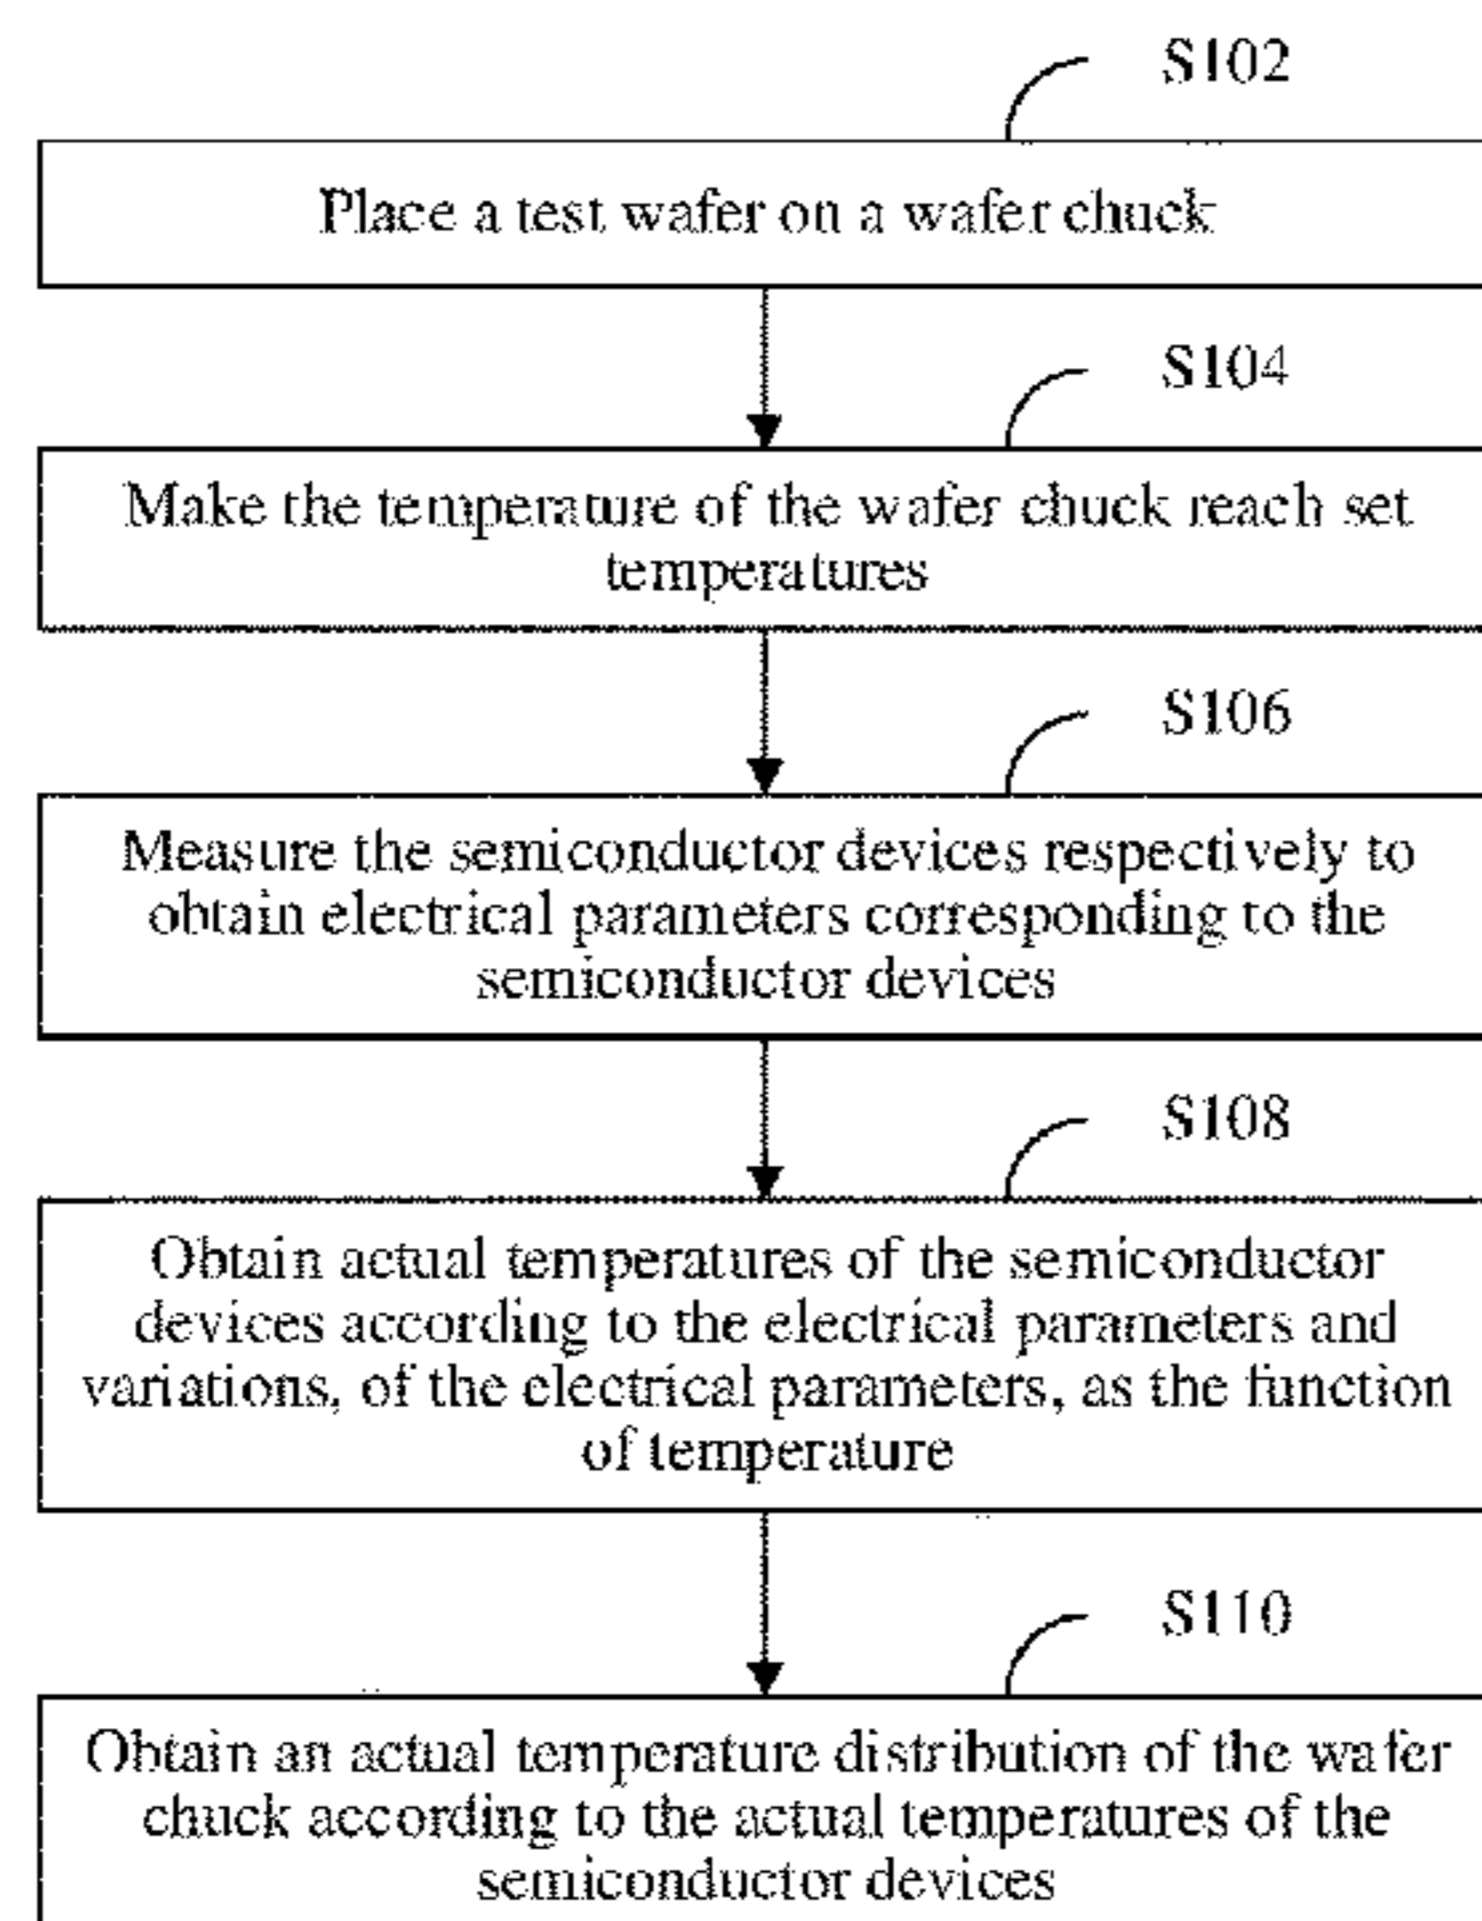 S102
Place a test wafer on a wafer chuck
S104
Make the temperature of the wafer chuck reach set
temperatures
S106
Measure the semiconductor devices respectively to
obtain electrical parameters corresponding to the
semiconductor devices
S108
Obtain actual temperatures of the semiconductor
devices according to the electrical parameters and
variations, of the electrical parameters, as the function
of temperature
S110
Obtain an actual temperature distribution of the wafer
chuck according to the actual temperatures of the
semiconductor devices